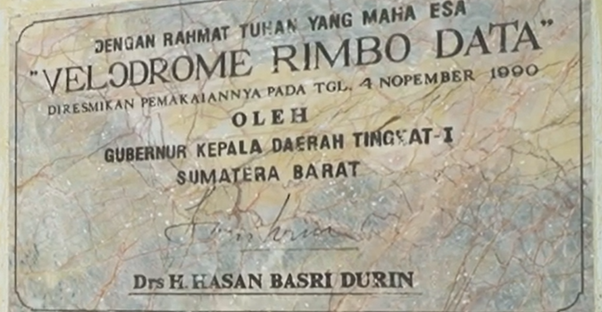 DENGAN RAHMAT TUHAN YANG MAHA ESA
"VELODROME RIMBO DATA"
DIRESMIKAN PEMAKAIANNYA PADA TGL, 4 NOPEMBER 1990
OLEH
GUBERNUR KEPALA DAERAH TINGKAT-I
SUMATERA BARAT
Drs H. HASAN BASRI DURIN